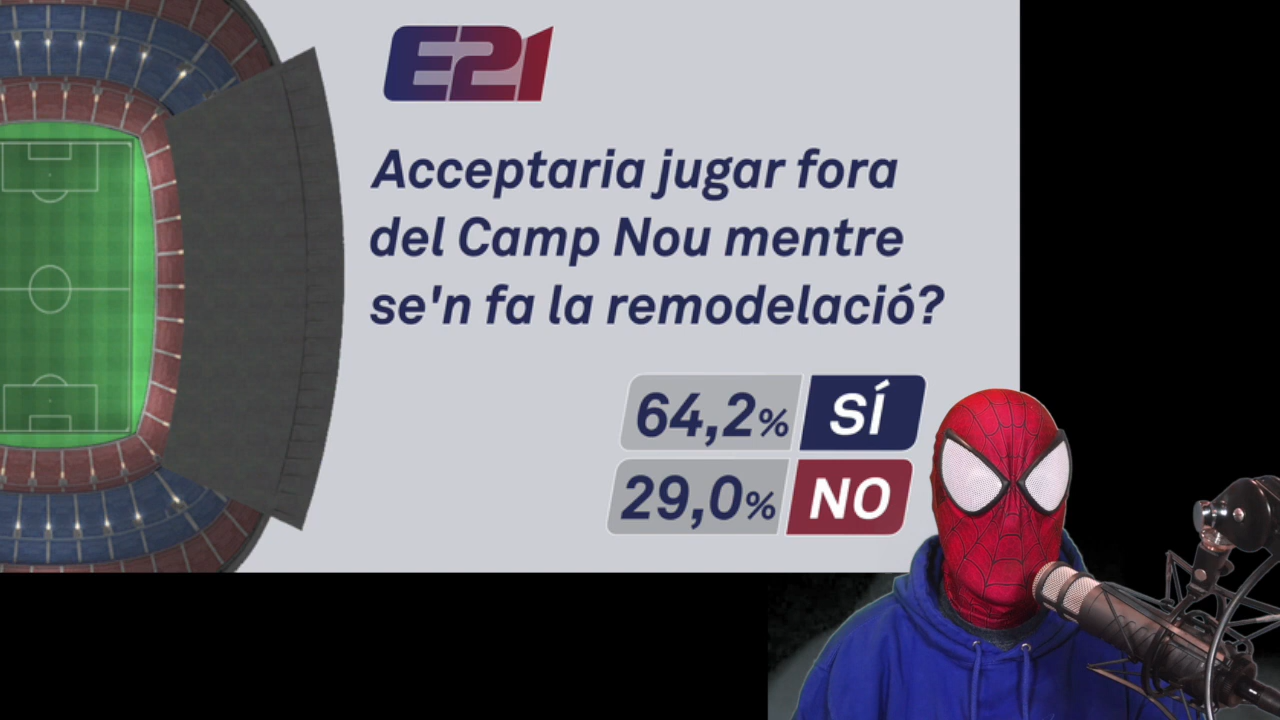 E21
Acceptaria jugar fora
del Camp Nou mentre
se'n fa la remodelació?
64,2% SÍ
29,0% NO